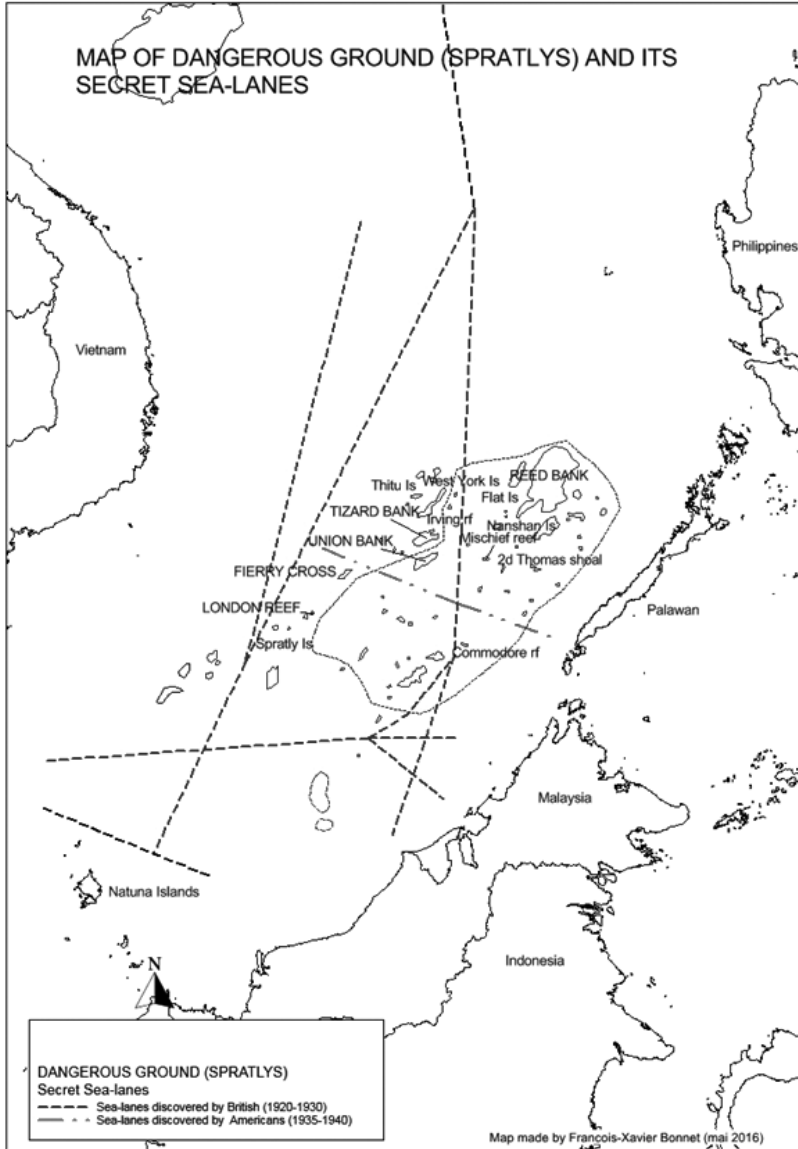 MAP OF DANGEROUS GROUND (SPRATLYS) AND ITS
SECRET SEA-LANES
Philippines
Vietnam
Thitu Is
West York Is
REED BANK
Flat Is
TIZARD BANK
Irving rf
Nanshan Is
UNION BANK
Mischief reef
2d Thomas shoal
FIERRY CROSS
LONDON REEF
Palawan
Spratly Is
Commodore rf
Malaysia
Natuna Islands
Indonesia
N
DANGEROUS GROUND (SPRATLYS)
Secret Sea-lanes
Sea-lanes discovered by British (1920-1930)
Sea-lanes discovered by Americans (1935-1940)
Map made by François-Xavier Bonnet (mai 2016)